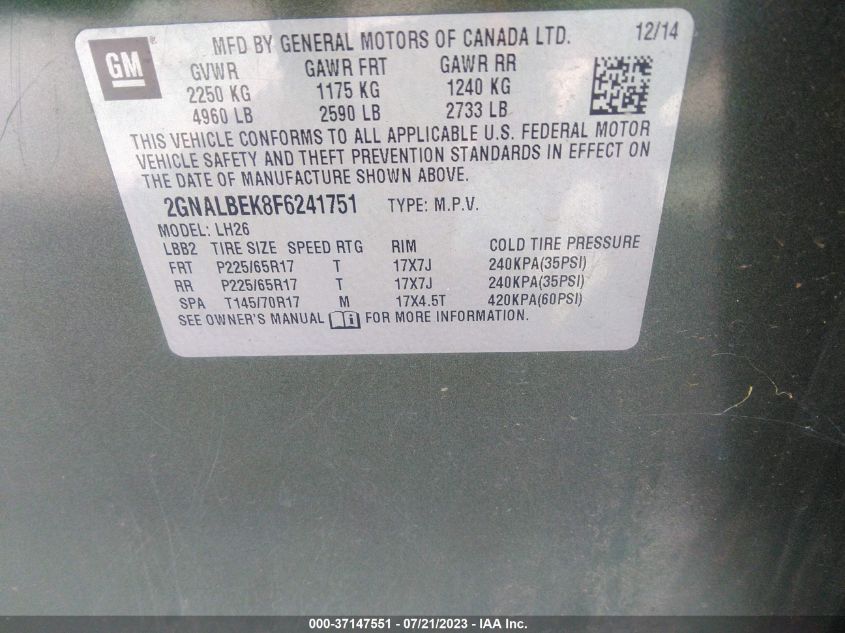 GM ® MFD BY GENERAL MOTORS OF CANADA LTD. 12/14
GVWR GAWR FRT GAWR RR
2250 KG 1175 KG 1240 KG
4960 LB 2590 LB 2733 LB
THIS VEHICLE CONFORMS TO ALL APPLICABLE U.S. FEDERAL MOTOR
VEHICLE SAFETY AND THEFT PREVENTION STANDARDS IN EFFECT ON
THE DATE OF MANUFACTURE SHOWN ABOVE.
2GNALBEK8F6241751 TYPE: M.P.V.
MODEL: LH26
LBB2 TIRE SIZE SPEED RTG RIM COLD TIRE PRESSURE
FRT P225/65R17 T 17X7J 240KPA(35PSI)
RR P225/65R17 T 17X7J 240KPA(35PSI)
SPA T145/70R17 M 17X4.5T 420KPA(60PSI)
SEE OWNER'S MANUAL FOR MORE INFORMATION.
000-37147551 - 07/21/2023 - IAA Inc.